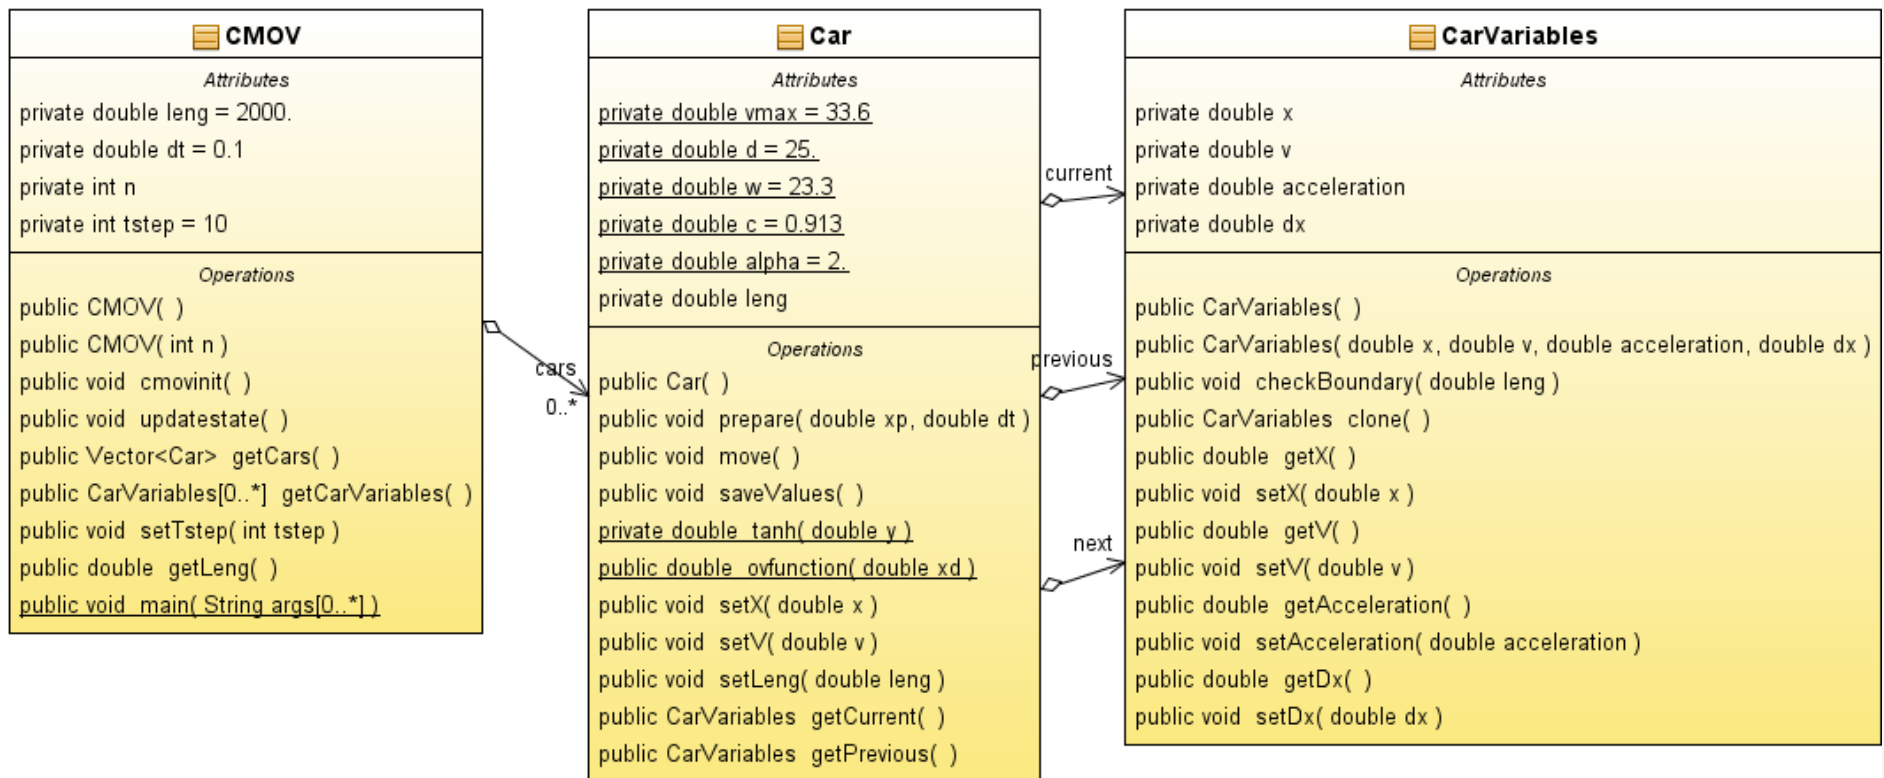 CMOV
Attributes
private double leng = 2000.
private double dt = 0.1
private int n
private int tstep = 10
Operations
public CMOV( )
public CMOV( int n )
public void cmovinit( )
public void updatestate( )
public Vector<Car> getCars( )
public CarVariables[0..*] getCarVariables( )
public void setTstep( int tstep )
public double getLeng( )
public void main( String args[0..*] )
cars
0..*
Car
Attributes
private double vmax = 33.6
private double d = 25.
private double w = 23.3
private double c = 0.913
private double alpha = 2.
private double leng
Operations
public Car( )
public void prepare( double xp, double dt )
public void move( )
public void saveValues( )
private double tanh( double y )
public double ovfunction( double xd )
public void setX( double x )
public void setV( double v )
public void setLeng( double leng )
public CarVariables getCurrent( )
public CarVariables getPrevious( )
current
previous
next
CarVariables
Attributes
private double x
private double v
private double acceleration
private double dx
Operations
public CarVariables( )
public CarVariables( double x, double v, double acceleration, double dx )
public void checkBoundary( double leng )
public CarVariables clone( )
public double getX( )
public void setX( double x )
public double getV( )
public void setV( double v )
public double getAcceleration( )
public void setAcceleration( double acceleration )
public double getDx( )
public void setDx( double dx )